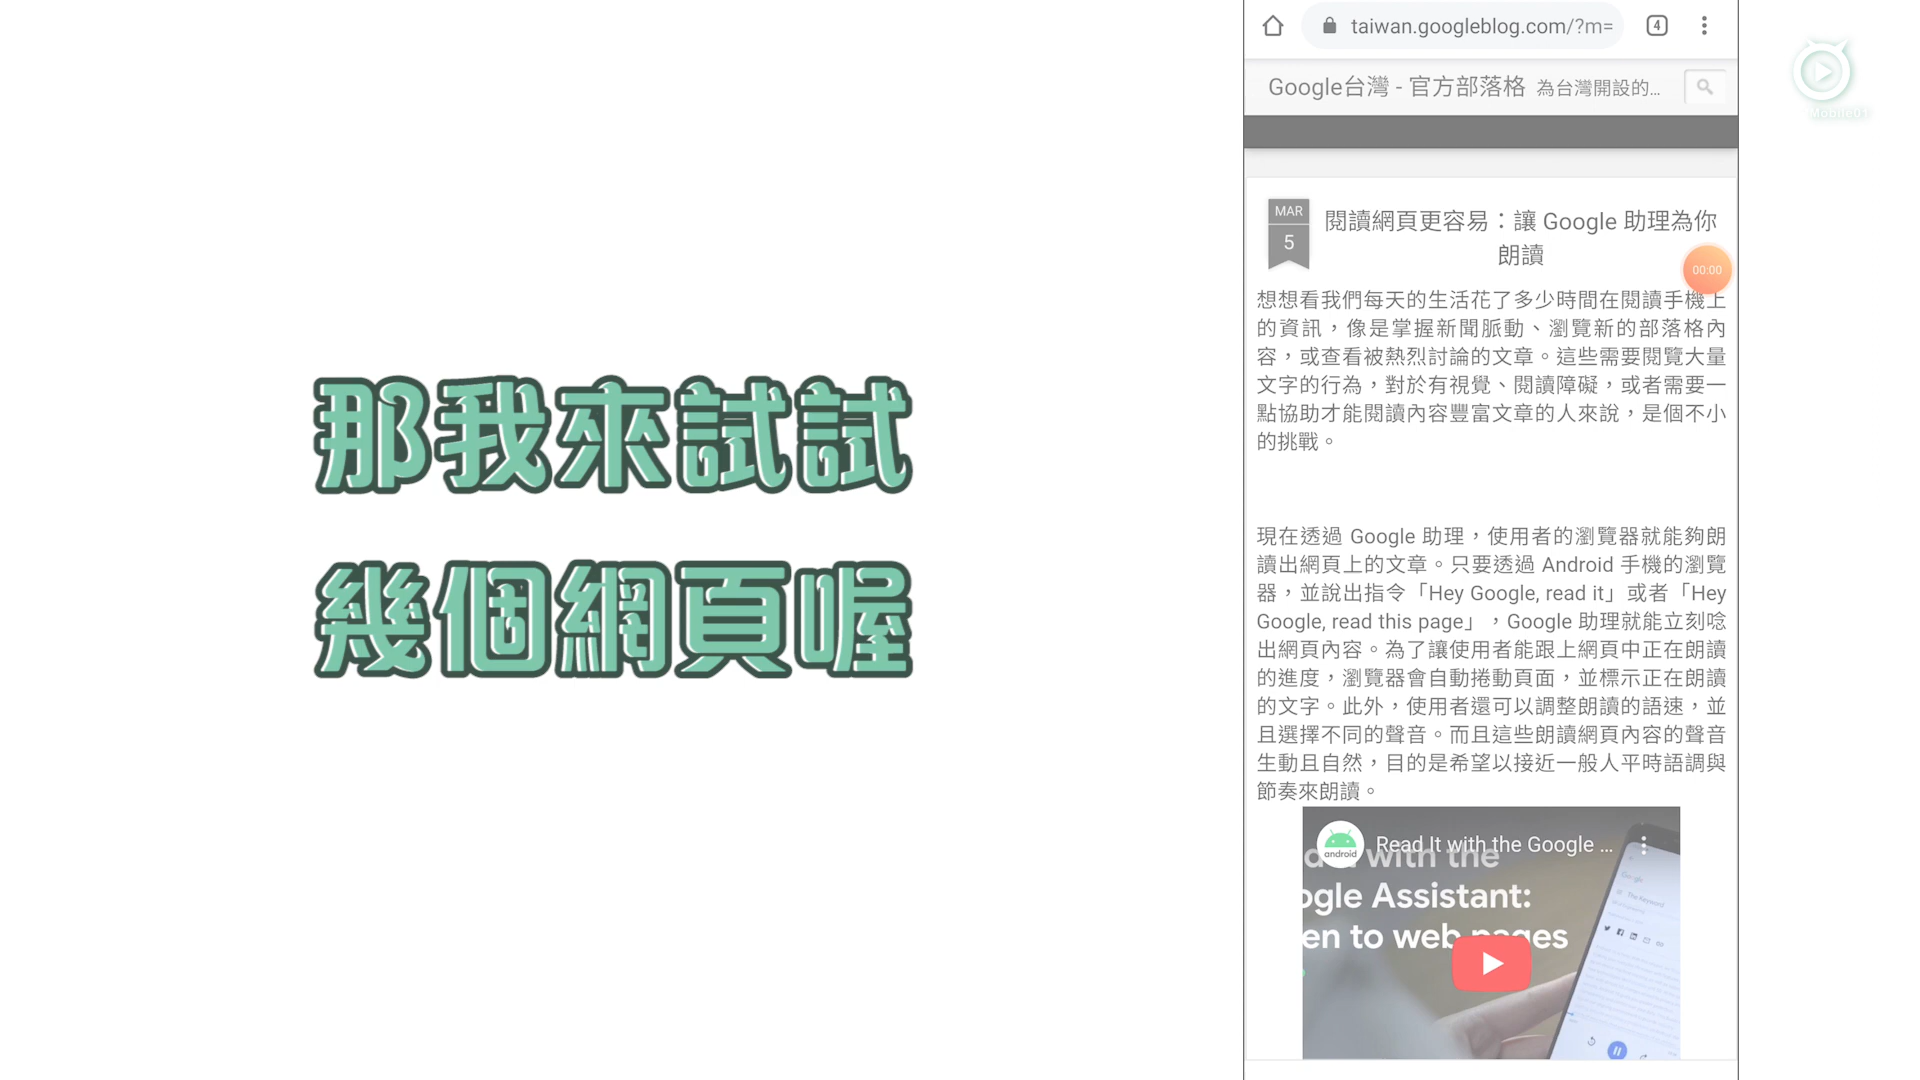 那我來試試
幾個網頁喔
taiwan.googleblog.com/?m=
4
Google台灣 - 官方部落格 為台灣開設的...
MAR
5
閱讀網頁更容易：讓 Google 助理為你
朗讀
00:00
想想看我們每天的生活花了多少時間在閱讀手機上
的資訊，像是掌握新聞脈動、瀏覽新的部落格內
容，或查看被熱烈討論的文章。這些需要閱覽大量
文字的行為，對於有視覺、閱讀障礙，或者需要一
點協助才能閱讀內容豐富文章的人來說，是個不小
的挑戰。
現在透過 Google 助理，使用者的瀏覽器就能夠朗
讀出網頁上的文章。只要透過 Android 手機的瀏覽
器，並說出指令「Hey Google, read it」或者「Hey
Google, read this page」，Google 助理就能立刻唸
出網頁內容。為了讓使用者能跟上網頁中正在朗讀
的進度，瀏覽器會自動捲動頁面，並標示正在朗讀
的文字。此外，使用者還可以調整朗讀的語速，並
且選擇不同的聲音。而且這些朗讀網頁內容的聲音
生動且自然，目的是希望以接近一般人平時語調與
節奏來朗讀。
android
Read It with the Google ...
with the
ogle Assistant:
en to web pages
Google
The Keyword
Mobile01